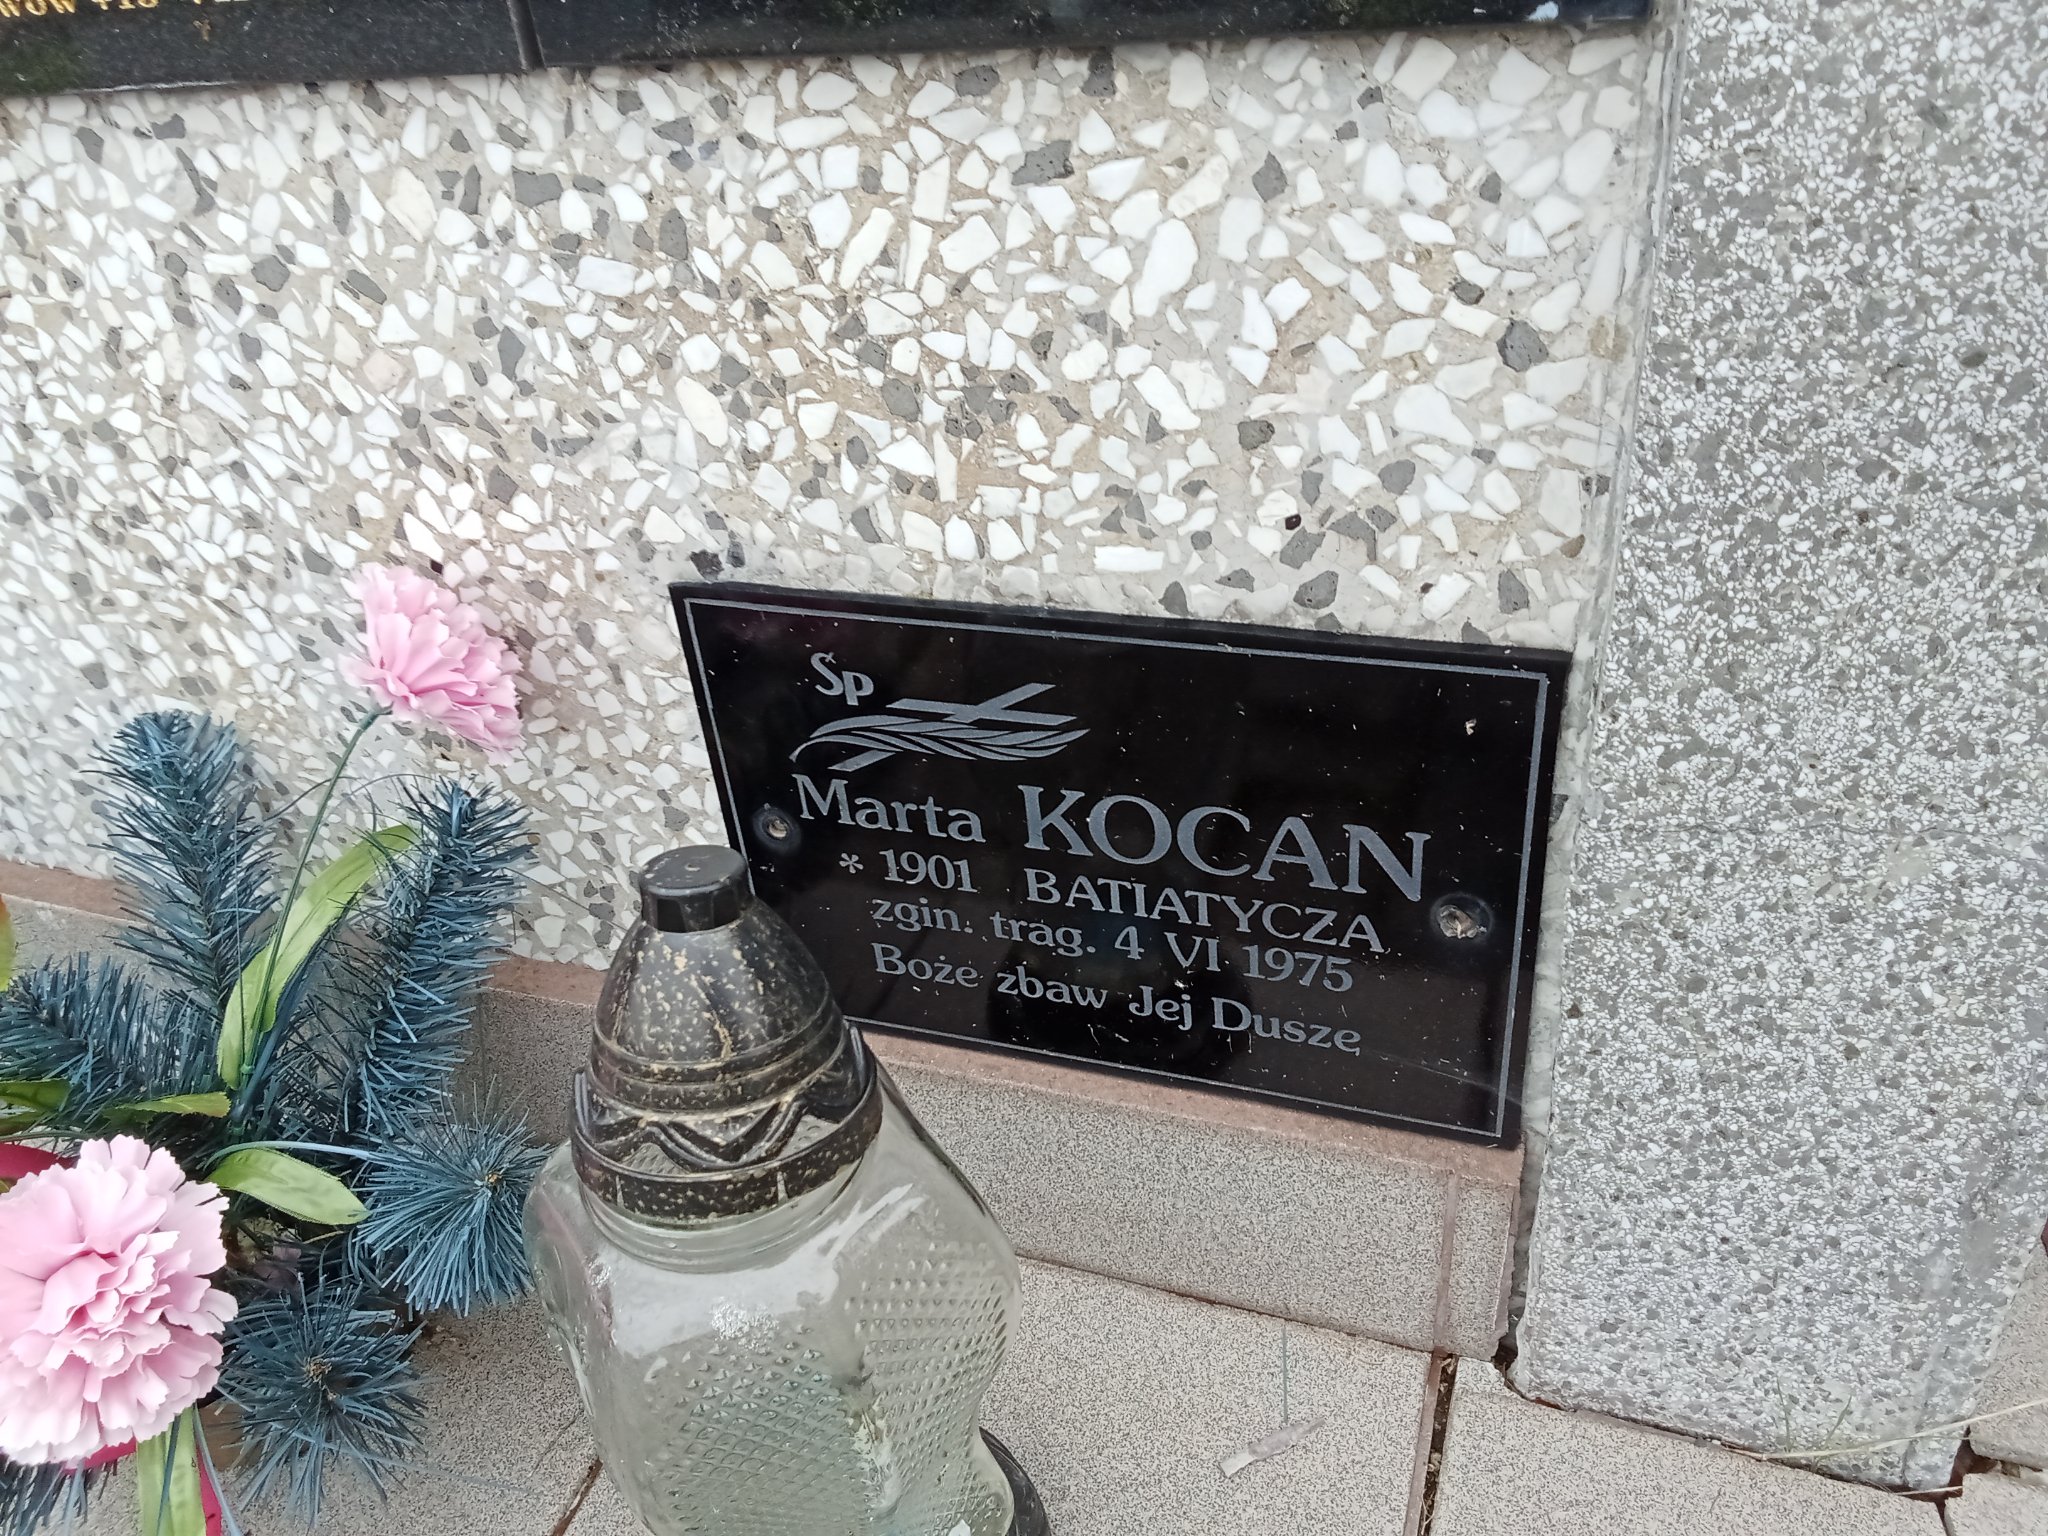 Śp
Marta KOCAN
* 1901 BATIATYCZA
zgin. trag. 4 VI 1975
Boże zbaw Jej Duszę